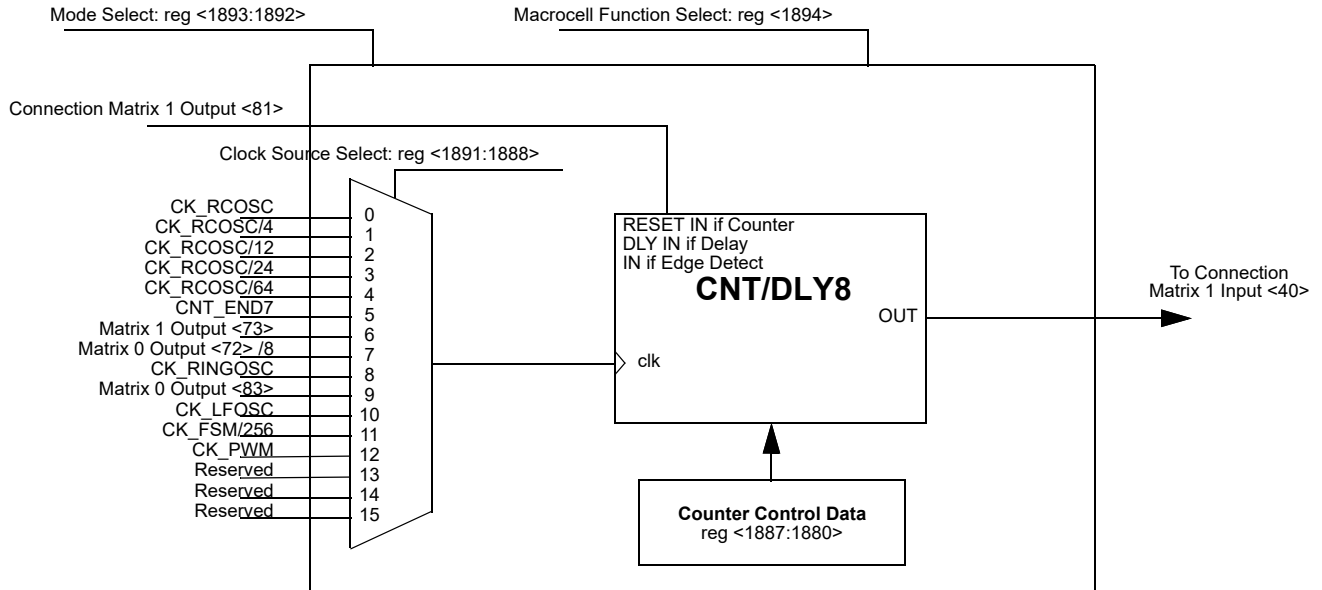 Mode Select: reg <1893:1892>
Macrocell Function Select: reg <1894>
Connection Matrix 1 Output <81>
Clock Source Select: reg <1891:1888>
CK_RCOSC
0
CK_RCOSC/4
1
CK_RCOSC/12
2
CK_RCOSC/24
3
CK_RCOSC/64
4
CNT_END7
5
Matrix 1 Output <73>
6
Matrix 0 Output <72> /8
7
CK_RINGOSC
8
Matrix 0 Output <83>
9
CK_LFOSC
10
CK_FSM/256
11
CK_PWM
12
Reserved
13
Reserved
14
Reserved
15
RESET IN if Counter
DLY IN if Delay
IN if Edge Detect
CNT/DLY8
OUT
clk
To Connection
Matrix 1 Input <40>
Counter Control Data
reg <1887:1880>